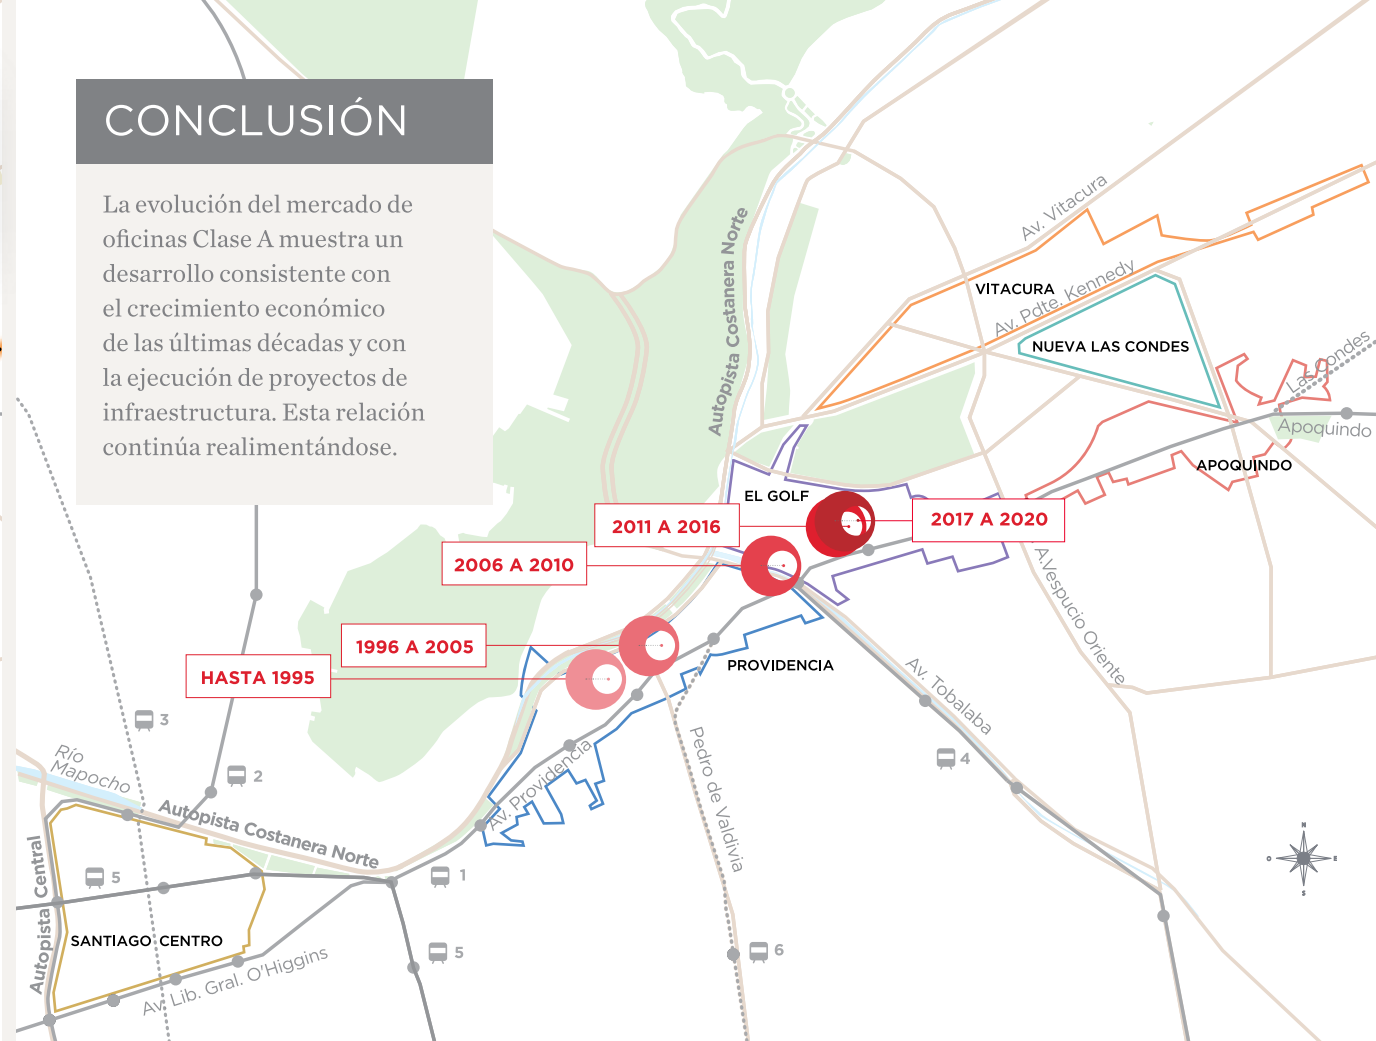 CONCLUSIÓN
La evolución del mercado de
oficinas Clase A muestra un
desarrollo consistente con
el crecimiento económico
de las últimas décadas y con
la ejecución de proyectos de
infraestructura. Esta relación
continúa realimentándose.
Autopista Costanera Norte
Av. Vitacura
VITACURA
Av. Pdte. Kennedy
NUEVA LAS CONDES
Las Condes
Apoquindo
APOQUINDO
EL GOLF
2011 A 2016
2017 A 2020
2006 A 2010
1996 A 2005
HASTA 1995
PROVIDENCIA
A.Vespucio Oriente
Av. Tobalaba
Pedro de Valdivia
Av. Providencia
3
2
4
Río
Mapocho
Autopista Costanera Norte
Autopista Central
5
1
5
6
SANTIAGO CENTRO
Av. Lib. Gral. O'Higgins
N
O
E
S